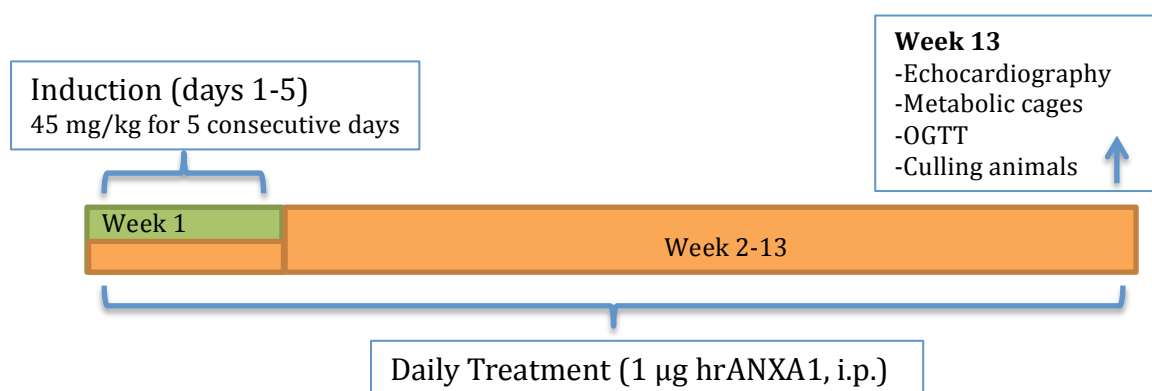 Week 13
-Echocardiography
-Metabolic cages
-OGTT
-Culling animals
Induction (days 1-5)
45 mg/kg for 5 consecutive days
Week 1
Week 2-13
Daily Treatment (1 μg hrANXA1, i.p.)